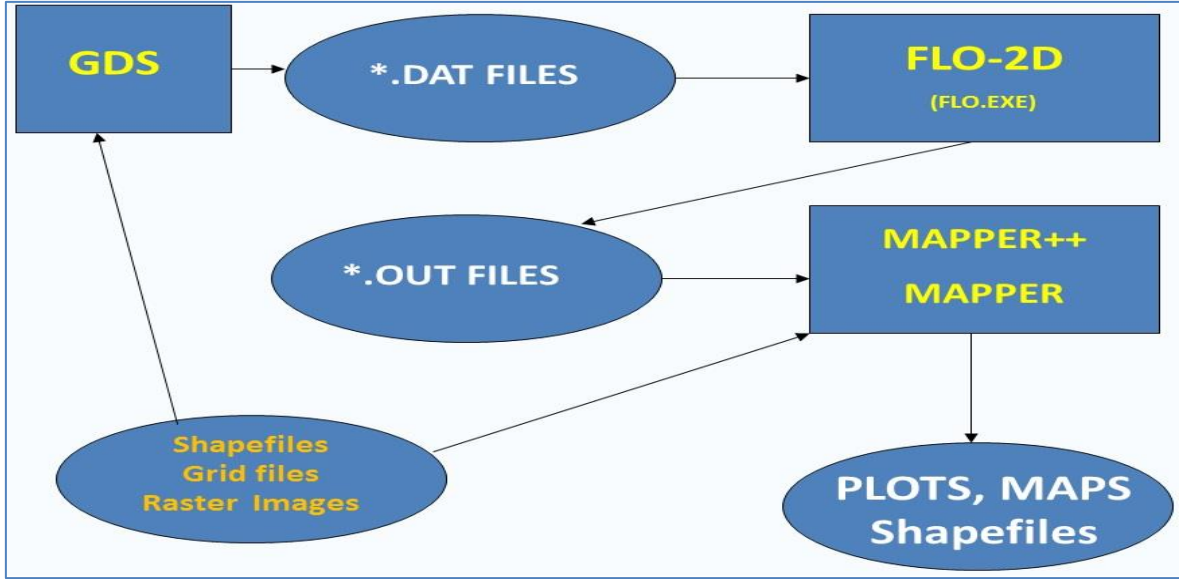 GDS
*.DAT FILES
FLO-2D
(FLO.EXE)
*.OUT FILES
MAPPER++
MAPPER
Shapefiles
Grid files
Raster Images
PLOTS, MAPS
Shapefiles